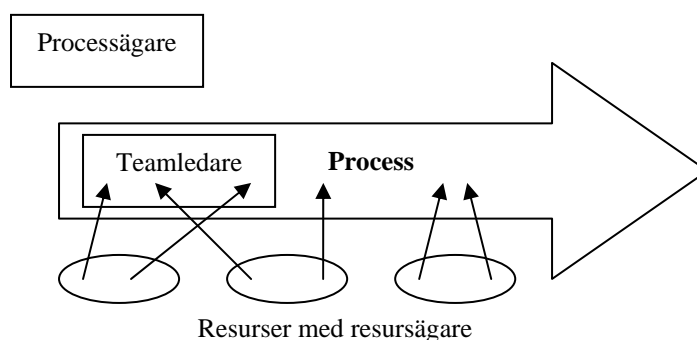 Processägare
Teamledare
Process
Resurser med resursägare